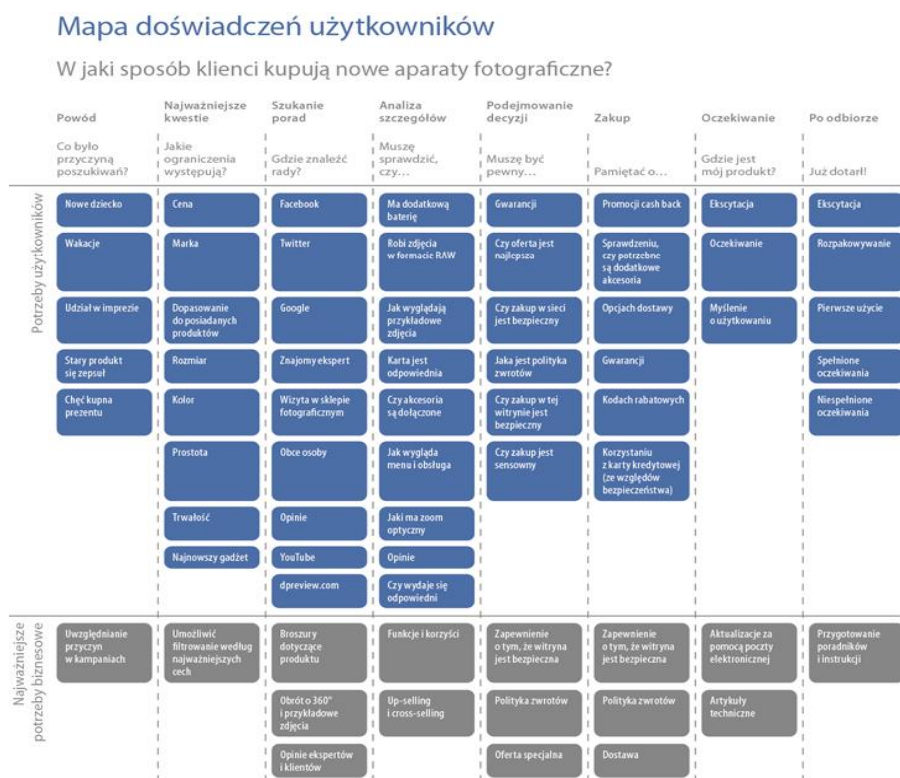 Mapa doświadczeń użytkowników
W jaki sposób klienci kupują nowe aparaty fotograficzne?
Powód
Co było
przyczyną
poszukiwań?
Najważniejsze
kwestie
Jakie
ograniczenia
występują?
Szukanie
porad
Gdzie znaleźć
rady?
Analiza
szczegółów
Muszę
sprawdzić,
czy...
Podejmowanie
decyzji
Muszę być
pewny...
Zakup
Pamiętać o...
Oczekiwanie
Gdzie jest
mój produkt?
Po odbiorze
Już dotarł!
Potrzeby użytkowników
Nowe dziecko
Wakacje
Udział w imprezie
Stary produkt
się zepsuł
Chęć kupna
prezentu
Cena
Marka
Dopasowanie
do posiadanych
produktów
Rozmiar
Kolor
Prostota
Trwałość
Najnowszy gadżet
Facebook
Twitter
Google
Znajomy ekspert
Wizyta w sklepie
fotograficznym
Obce osoby
Opinie
YouTube
dpreview.com
Ma dodatkową
baterię
Robi zdjęcia
w formacie RAW
Jak wyglądają
przykładowe
zdjęcia
Karta jest
odpowiednia
Czy akcesoria
są dołączone
Jak wygląda
menu i obsługa
Jaki ma zoom
optyczny
Opinie
Czy wydaje się
odpowiedni
Gwarancji
Czy oferta jest
najlepsza
Czy zakup w sieci
jest bezpieczny
Jaka jest polityka
zwrotów
Czy zakup w tej
witrynie jest
bezpieczny
Czy zakup jest
sensowny
Promocji cash back
Sprawdzeniu,
czy potrzebne
są dodatkowe
akcesoria
Opcjach dostawy
Gwarancji
Kodach rabatowych
Korzystaniu
z karty kredytowej
(ze względów
bezpieczeństwa)
Ekscytacja
Oczekiwanie
Myślenie
o użytkowaniu
Ekscytacja
Rozpakowywanie
Pierwsze użycie
Spełnione
oczekiwania
Niespełnione
oczekiwania
Najważniejsze
potrzeby biznesowe
Uwzględnianie
przyczyn
w kampaniach
Umożliwić
filtrowanie według
najważniejszych
cech
Broszury
dotyczące
produktu
Obrót o 360°
i przykładowe
zdjęcia
Opinie ekspertów
i klientów
Funkcje i korzyści
Up-selling
i cross-selling
Zapewnienie
o tym, że witryna
jest bezpieczna
Polityka zwrotów
Oferta specjalna
Zapewnienie
o tym, że witryna
jest bezpieczna
Polityka zwrotów
Dostawa
Aktualizacje za
pomocą poczty
elektronicznej
Artykuły
techniczne
Przygotowanie
poradników
i instrukcji